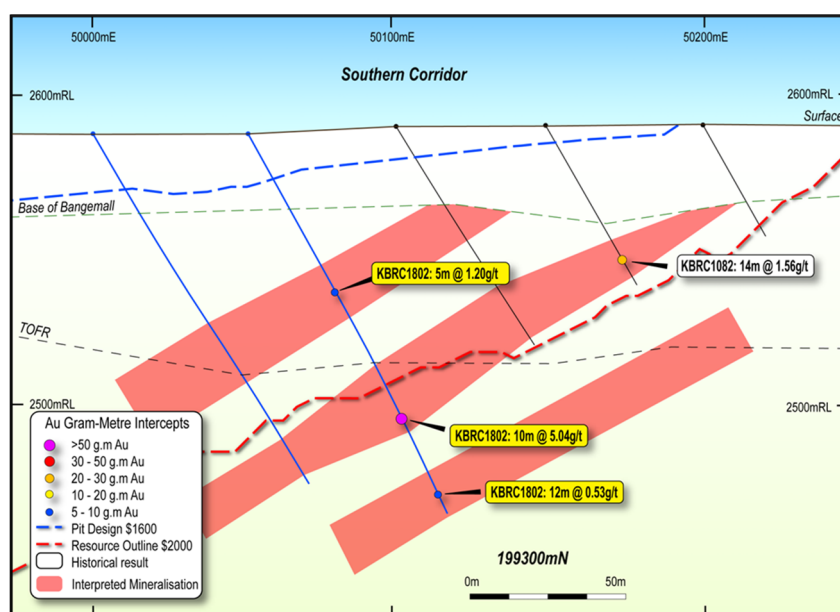 50000mE
50100mE
50200mE
Southern Corridor
2600mRL
2600mRL
Surface
Base of Bangemall
KBRC1802: 5m @ 1.20g/t
KBRC1082: 14m @ 1.56g/t
TOFR
2500mRL
2500mRL
Au Gram-Metre Intercepts
>50 g.m Au
30 - 50 g.m Au
20 - 30 g.m Au
10 - 20 g.m Au
5 - 10 g.m Au
Pit Design $1600
Resource Outline $2000
Historical result
Interpreted Mineralisation
KBRC1802: 10m @ 5.04g/t
KBRC1802: 12m @ 0.53g/t
199300mN
0m
50m